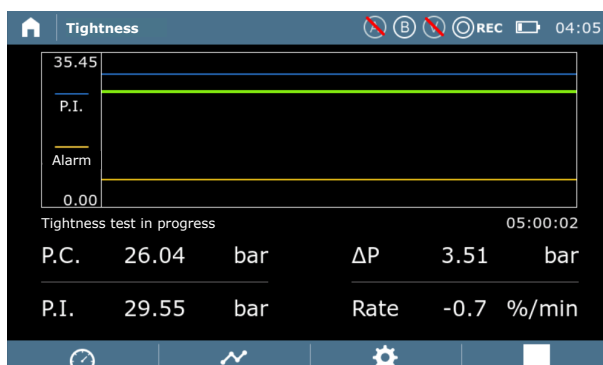 Tightness A B V REC 04:05
35.45
P.I.
Alarm
0.00
Tightness test in progress 05:00:02
P.C. 26.04 bar ΔP 3.51 bar
P.I. 29.55 bar Rate -0.7 %/min